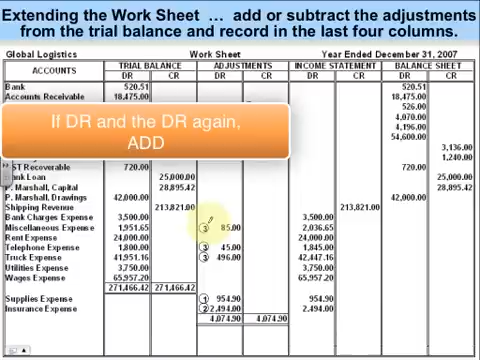 Extending the Work Sheet … add or subtract the adjustments
from the trial balance and record in the last four columns.
Global Logistics Work Sheet Year Ended December 31, 2007
ACCOUNTS TRIAL BALANCE ADJUSTMENTS INCOME STATEMENT BALANCE SHEET
DR CR DR CR DR CR DR CR
Bank 520.51 520.51
Accounts Receivable 18,475.00 18,475.00
If DR and the DR again,
ADD
4,070.00
4,196.00
54,600.00
3,136.00
1,240.00
ST Recoverable 720.00 720.00
Bank Loan 25,000.00 25,000.00
P. Marshall, Capital 28,895.42 28,895.42
P. Marshall, Drawings 42,000.00 42,000.00
Shipping Revenue 213,821.00 213,821.00
Bank Charges Expense 3,500.00 3,500.00
Miscellaneous Expense 1,951.65 3 85.00 2,036.65
Rent Expense 24,000.00 24,000.00
Telephone Expense 1,800.00 3 45.00 1,845.00
Truck Expense 41,951.16 3 496.00 42,447.16
Utilities Expense 3,750.00 3,750.00
Wages Expense 65,957.20 65,957.20
271,466.42 271,466.42
Supplies Expense 1 954.90 954.90
Insurance Expense 2 2,494.00 2,494.00
4,074.90 4,074.90